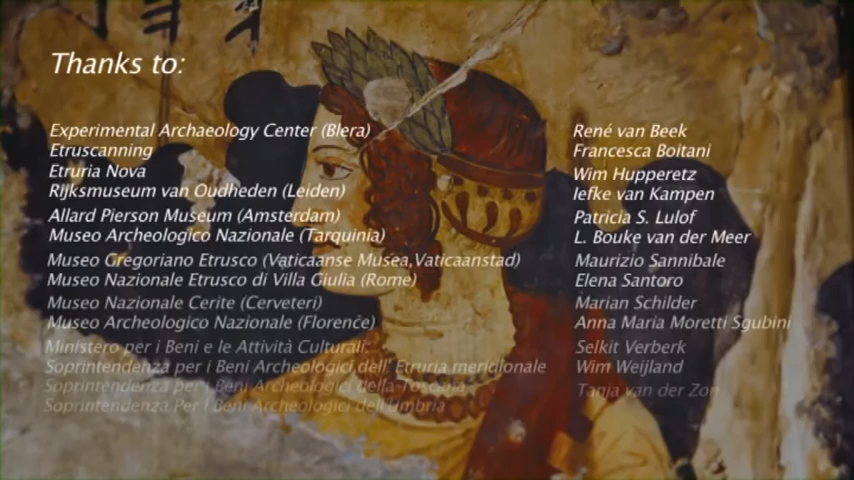 Thanks to:
Experimental Archaeology Center (Blera)
Etruscanning
Etruria Nova
Rijksmuseum van Oudheden (Leiden)
Allard Pierson Museum (Amsterdam)
Museo Archeologico Nazionale (Tarquinia)
Museo Gregoriano Etrusco (Vaticaanse Musea,Vaticaanstad)
Museo Nazionale Etrusco di Villa Giulia (Rome)
Museo Nazionale Cerite (Cerveteri)
Museo Archeologico Nazionale (Florence)
Ministero per i Beni e le Attività Culturali:
Soprintendenza per i Beni Archeologici dell' Etruria meridionale
Soprintendenza per i Beni Archeologici della Toscana
Soprintendenza Per i Beni Archeologici dell'Umbria
René van Beek
Francesca Boitani
Wim Hupperetz
Iefke van Kampen
Patricia S. Lulof
L. Bouke van der Meer
Maurizio Sannibale
Elena Santoro
Marian Schilder
Anna Maria Moretti Sgubini
Selkit Verberk
Wim Weijland
Tanja van der Zon